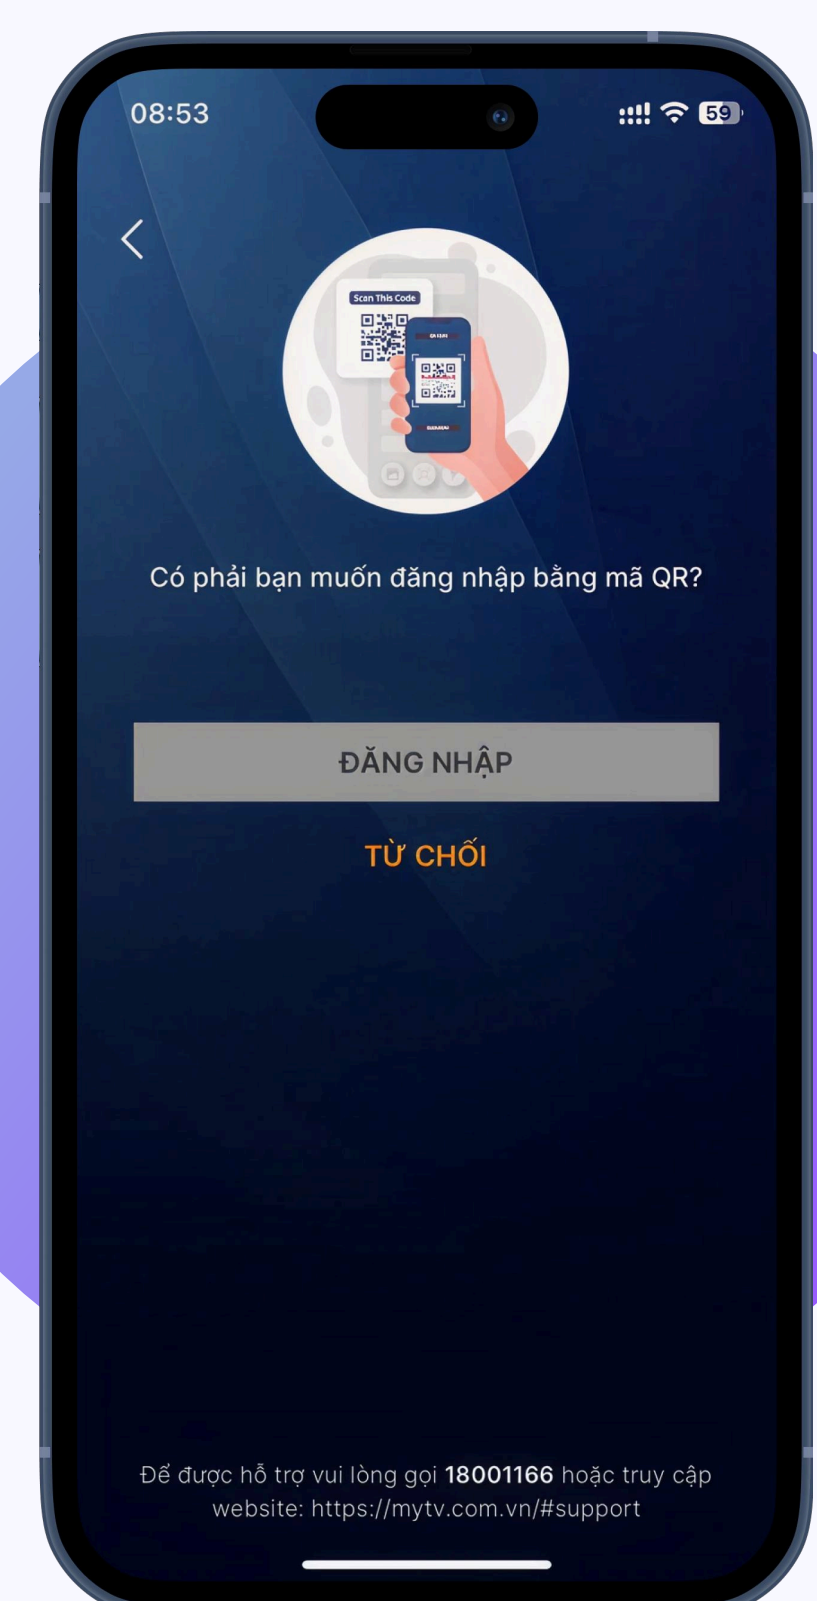 08:53
59
Scan This Code
Có phải bạn muốn đăng nhập bằng mã QR?
ĐĂNG NHẬP
TỪ CHỐI
Để được hỗ trợ vui lòng gọi 18001166 hoặc truy cập
website: https://mytv.com.vn/#support